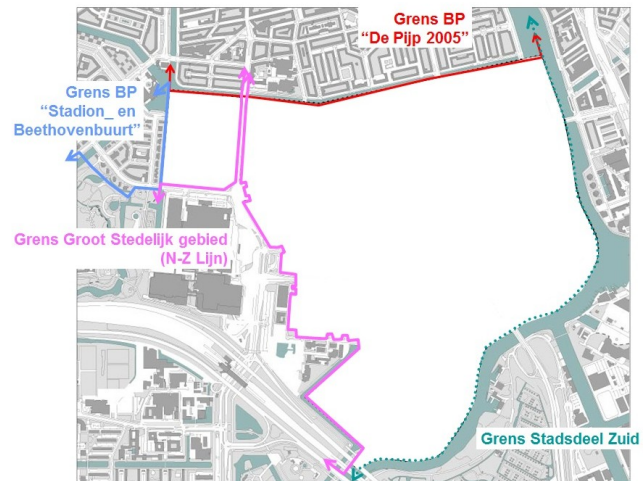 Grens BP
“De Pijp 2005”
Grens BP
“Stadion_ en
Beethovenbuurt”
Grens Groot Stedelijk gebied
(N-Z Lijn)
Grens Stadsdeel Zuid